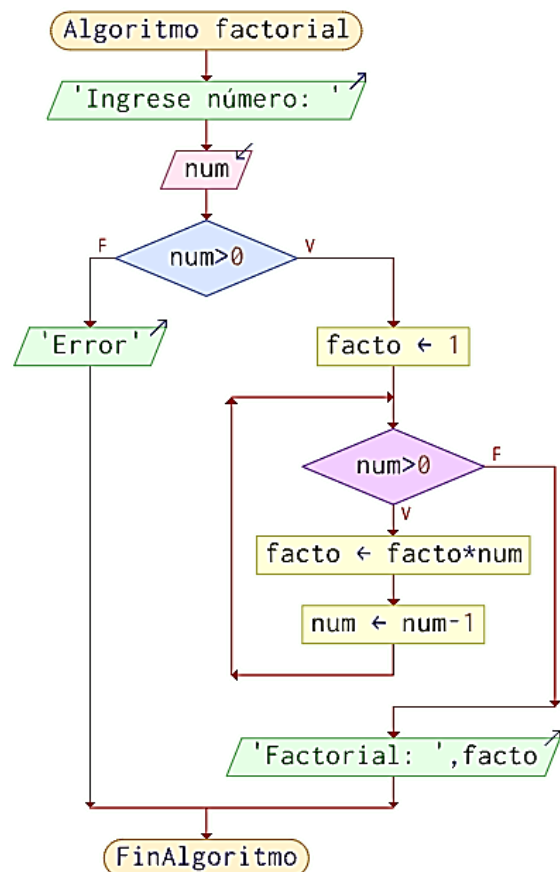 Algoritmo factorial
'Ingrese número: '
num
num>0
F
V
'Error'
facto ← 1
num>0
F
V
facto ← facto*num
num ← num-1
'Factorial: ',facto
FinAlgoritmo